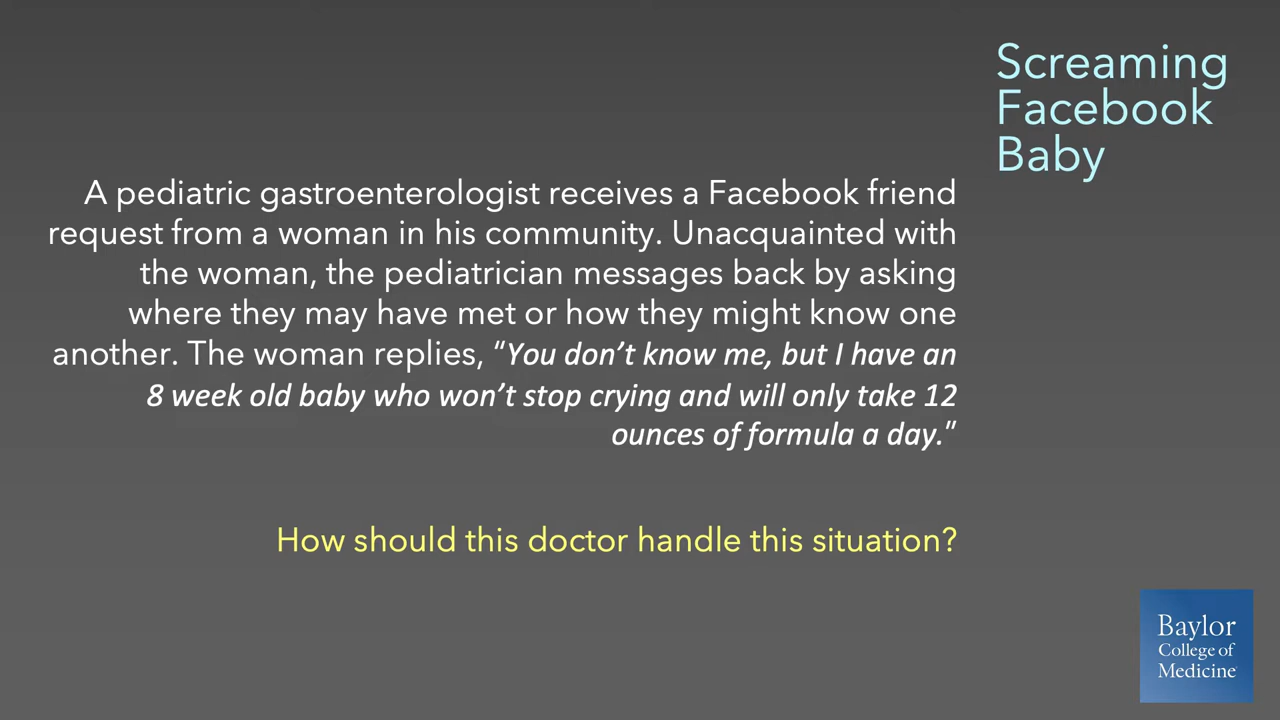 Screaming
Facebook
Baby
A pediatric gastroenterologist receives a Facebook friend
request from a woman in his community. Unacquainted with
the woman, the pediatrician messages back by asking
where they may have met or how they might know one
another. The woman replies, “You don’t know me, but I have an
8 week old baby who won’t stop crying and will only take 12
ounces of formula a day.”
How should this doctor handle this situation?
Baylor
College of
Medicine